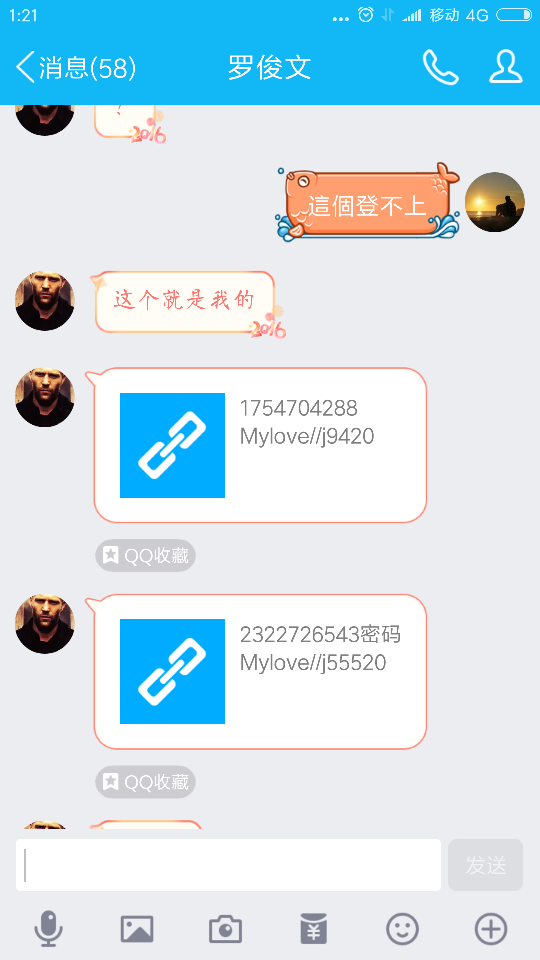 1:21
移动 4G
消息(58)
罗俊文
?
2016
這個登不上
这个就是我的
2016
1754704288
Mylove//j9420
QQ收藏
2322726543密码
Mylove//j55520
QQ收藏
发送